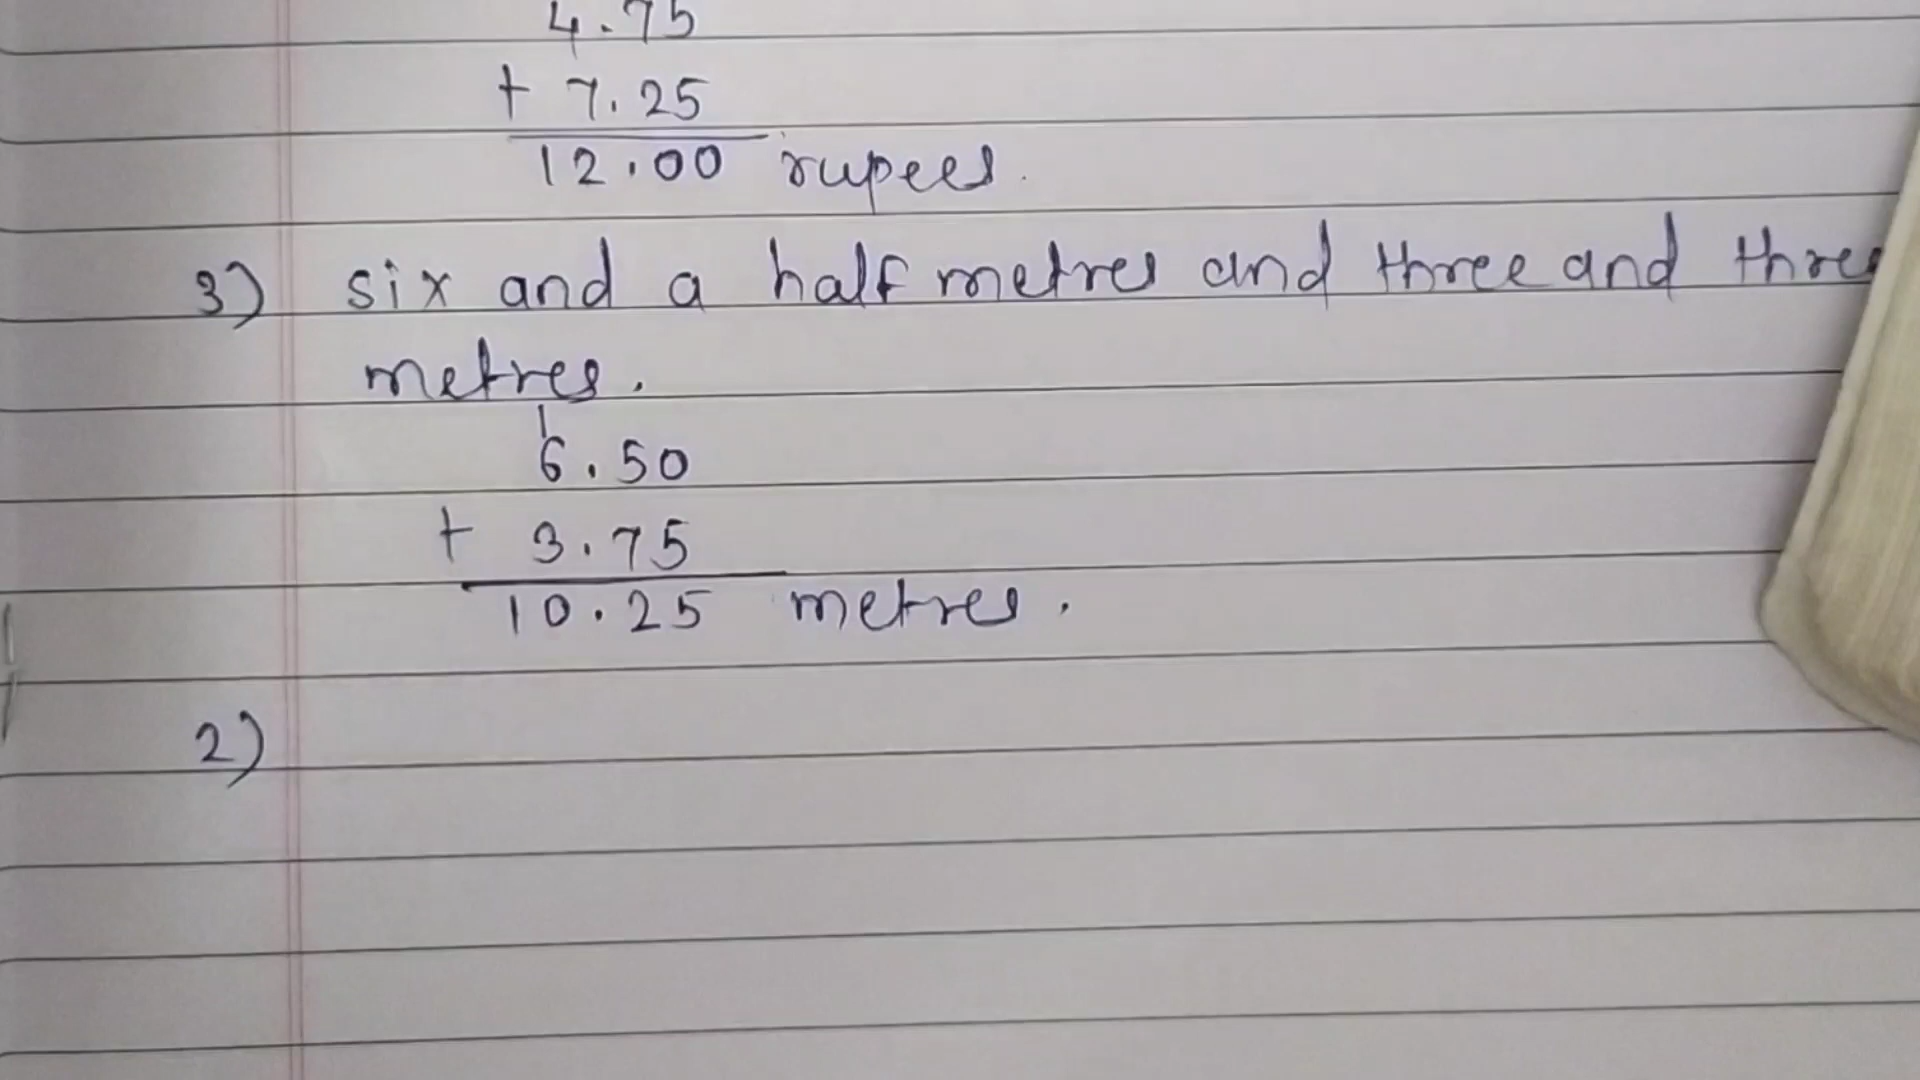 4.75
+ 7.25
12.00 rupees.
3) six and a half metres and three and three
metres.
1
6.50
+ 3.75
10.25 metres.
2)